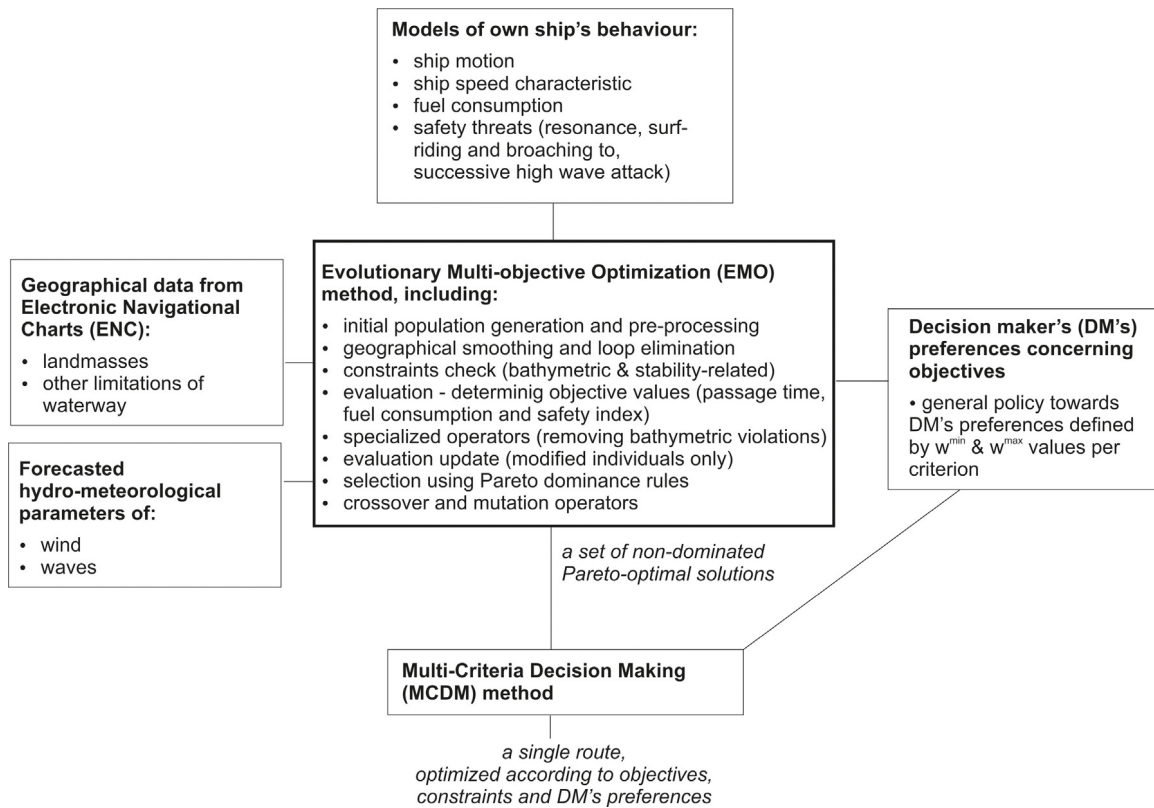 Models of own ship's behaviour:
• ship motion
• ship speed characteristic
• fuel consumption
• safety threats (resonance, surf-
riding and broaching to,
successive high wave attack)
Geographical data from
Electronic Navigational
Charts (ENC):
• landmasses
• other limitations of
waterway
Forecasted
hydro-meteorological
parameters of:
• wind
• waves
Evolutionary Multi-objective Optimization (EMO)
method, including:
• initial population generation and pre-processing
• geographical smoothing and loop elimination
• constraints check (bathymetric & stability-related)
• evaluation - determinig objective values (passage time,
fuel consumption and safety index)
• specialized operators (removing bathymetric violations)
• evaluation update (modified individuals only)
• selection using Pareto dominance rules
• crossover and mutation operators
Decision maker's (DM's)
preferences concerning
objectives
• general policy towards
DM's preferences defined
by w^min & w^max values per
criterion
a set of non-dominated
Pareto-optimal solutions
Multi-Criteria Decision Making
(MCDM) method
a single route,
optimized according to objectives,
constraints and DM's preferences